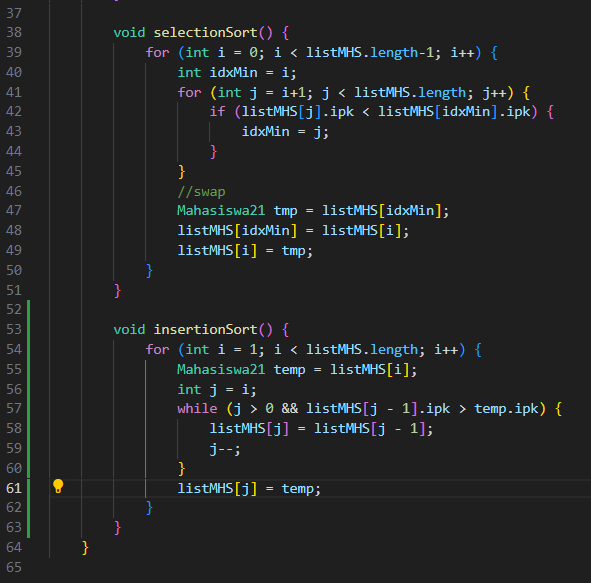 37
38 void selectionSort() {
39 for (int i = 0; i < listMHS.length-1; i++) {
40 int idxMin = i;
41 for (int j = i+1; j < listMHS.length; j++) {
42 if (listMHS[j].ipk < listMHS[idxMin].ipk) {
43 idxMin = j;
44 }
45 }
46 //swap
47 Mahasiswa21 tmp = listMHS[idxMin];
48 listMHS[idxMin] = listMHS[i];
49 listMHS[i] = tmp;
50 }
51 }
52
53 void insertionSort() {
54 for (int i = 1; i < listMHS.length; i++) {
55 Mahasiswa21 temp = listMHS[i];
56 int j = i;
57 while (j > 0 && listMHS[j - 1].ipk > temp.ipk) {
58 listMHS[j] = listMHS[j - 1];
59 j--;
60 }
61 listMHS[j] = temp;
62 }
63 }
64 }
65